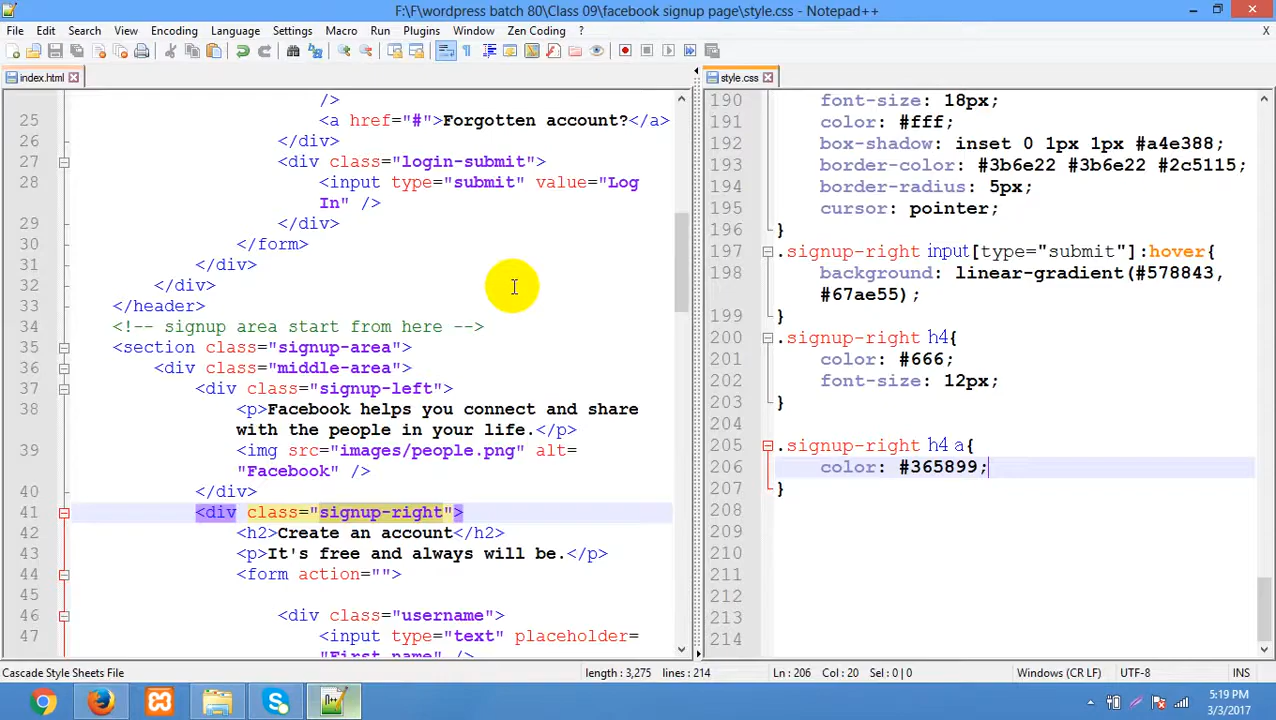 F:\F\wordpress batch 80\Class 09\facebook signup page\style.css - Notepad++
File Edit Search View Encoding Language Settings Macro Run Plugins Window Zen Coding ? X
index.html
/>
25 <a href="#">Forgotten account?</a>
26 </div>
27 <div class="login-submit">
28 <input type="submit" value="Log
In" />
29 </div>
30 </form>
31 </div>
32 </div>
33 </header>
34 <!-- signup area start from here -->
35 <section class="signup-area">
36 <div class="middle-area">
37 <div class="signup-left">
38 <p>Facebook helps you connect and share
with the people in your life.</p>
39 <img src="images/people.png" alt=
"Facebook" />
40 </div>
41 <div class="signup-right">
42 <h2>Create an account</h2>
43 <p>It's free and always will be.</p>
44 <form action="">
45
46 <div class="username">
47 <input type="text" placeholder=
"First name" />
style.css
190 font-size: 18px;
191 color: #fff;
192 box-shadow: inset 0 1px 1px #a4e388;
193 border-color: #3b6e22 #3b6e22 #2c5115;
194 border-radius: 5px;
195 cursor: pointer;
196 }
197 .signup-right input[type="submit"]:hover{
198 background: linear-gradient(#578843,
#67ae55);
199 }
200 .signup-right h4{
201 color: #666;
202 font-size: 12px;
203 }
204
205 .signup-right h4 a{
206 color: #365899;
207 }
208
209
210
211
212
213
214
Cascade Style Sheets File length : 3,275 lines : 214 Ln : 206 Col : 20 Sel : 0 | 0 Windows (CR LF) UTF-8 INS
5:19 PM
3/3/2017